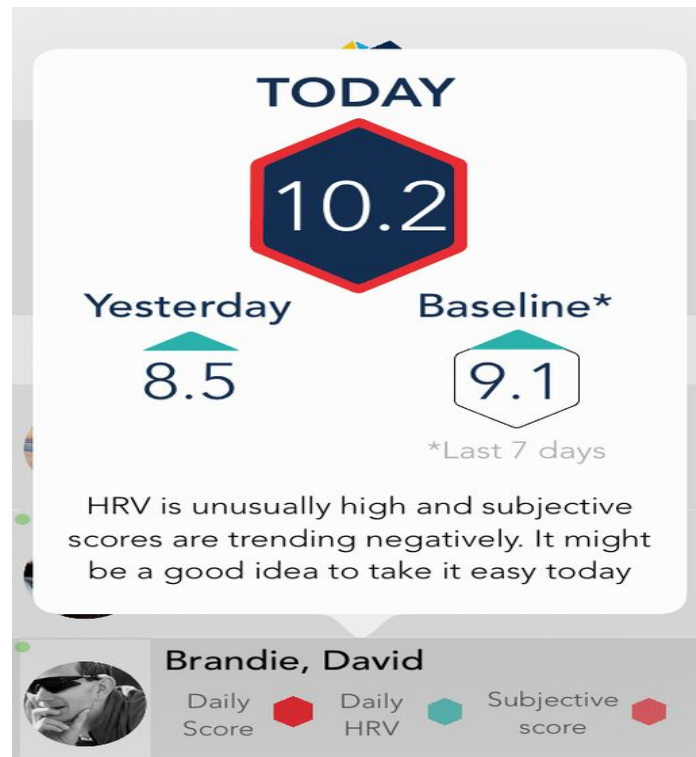 TODAY
10.2
Yesterday Baseline*
8.5 9.1
*Last 7 days
HRV is unusually high and subjective
scores are trending negatively. It might
be a good idea to take it easy today
Brandie, David
Daily Daily Subjective
Score HRV score